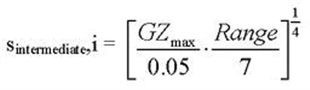 s_intermediate,i = [ GZ_max / 0.05 · Range / 7 ]^(1/4)